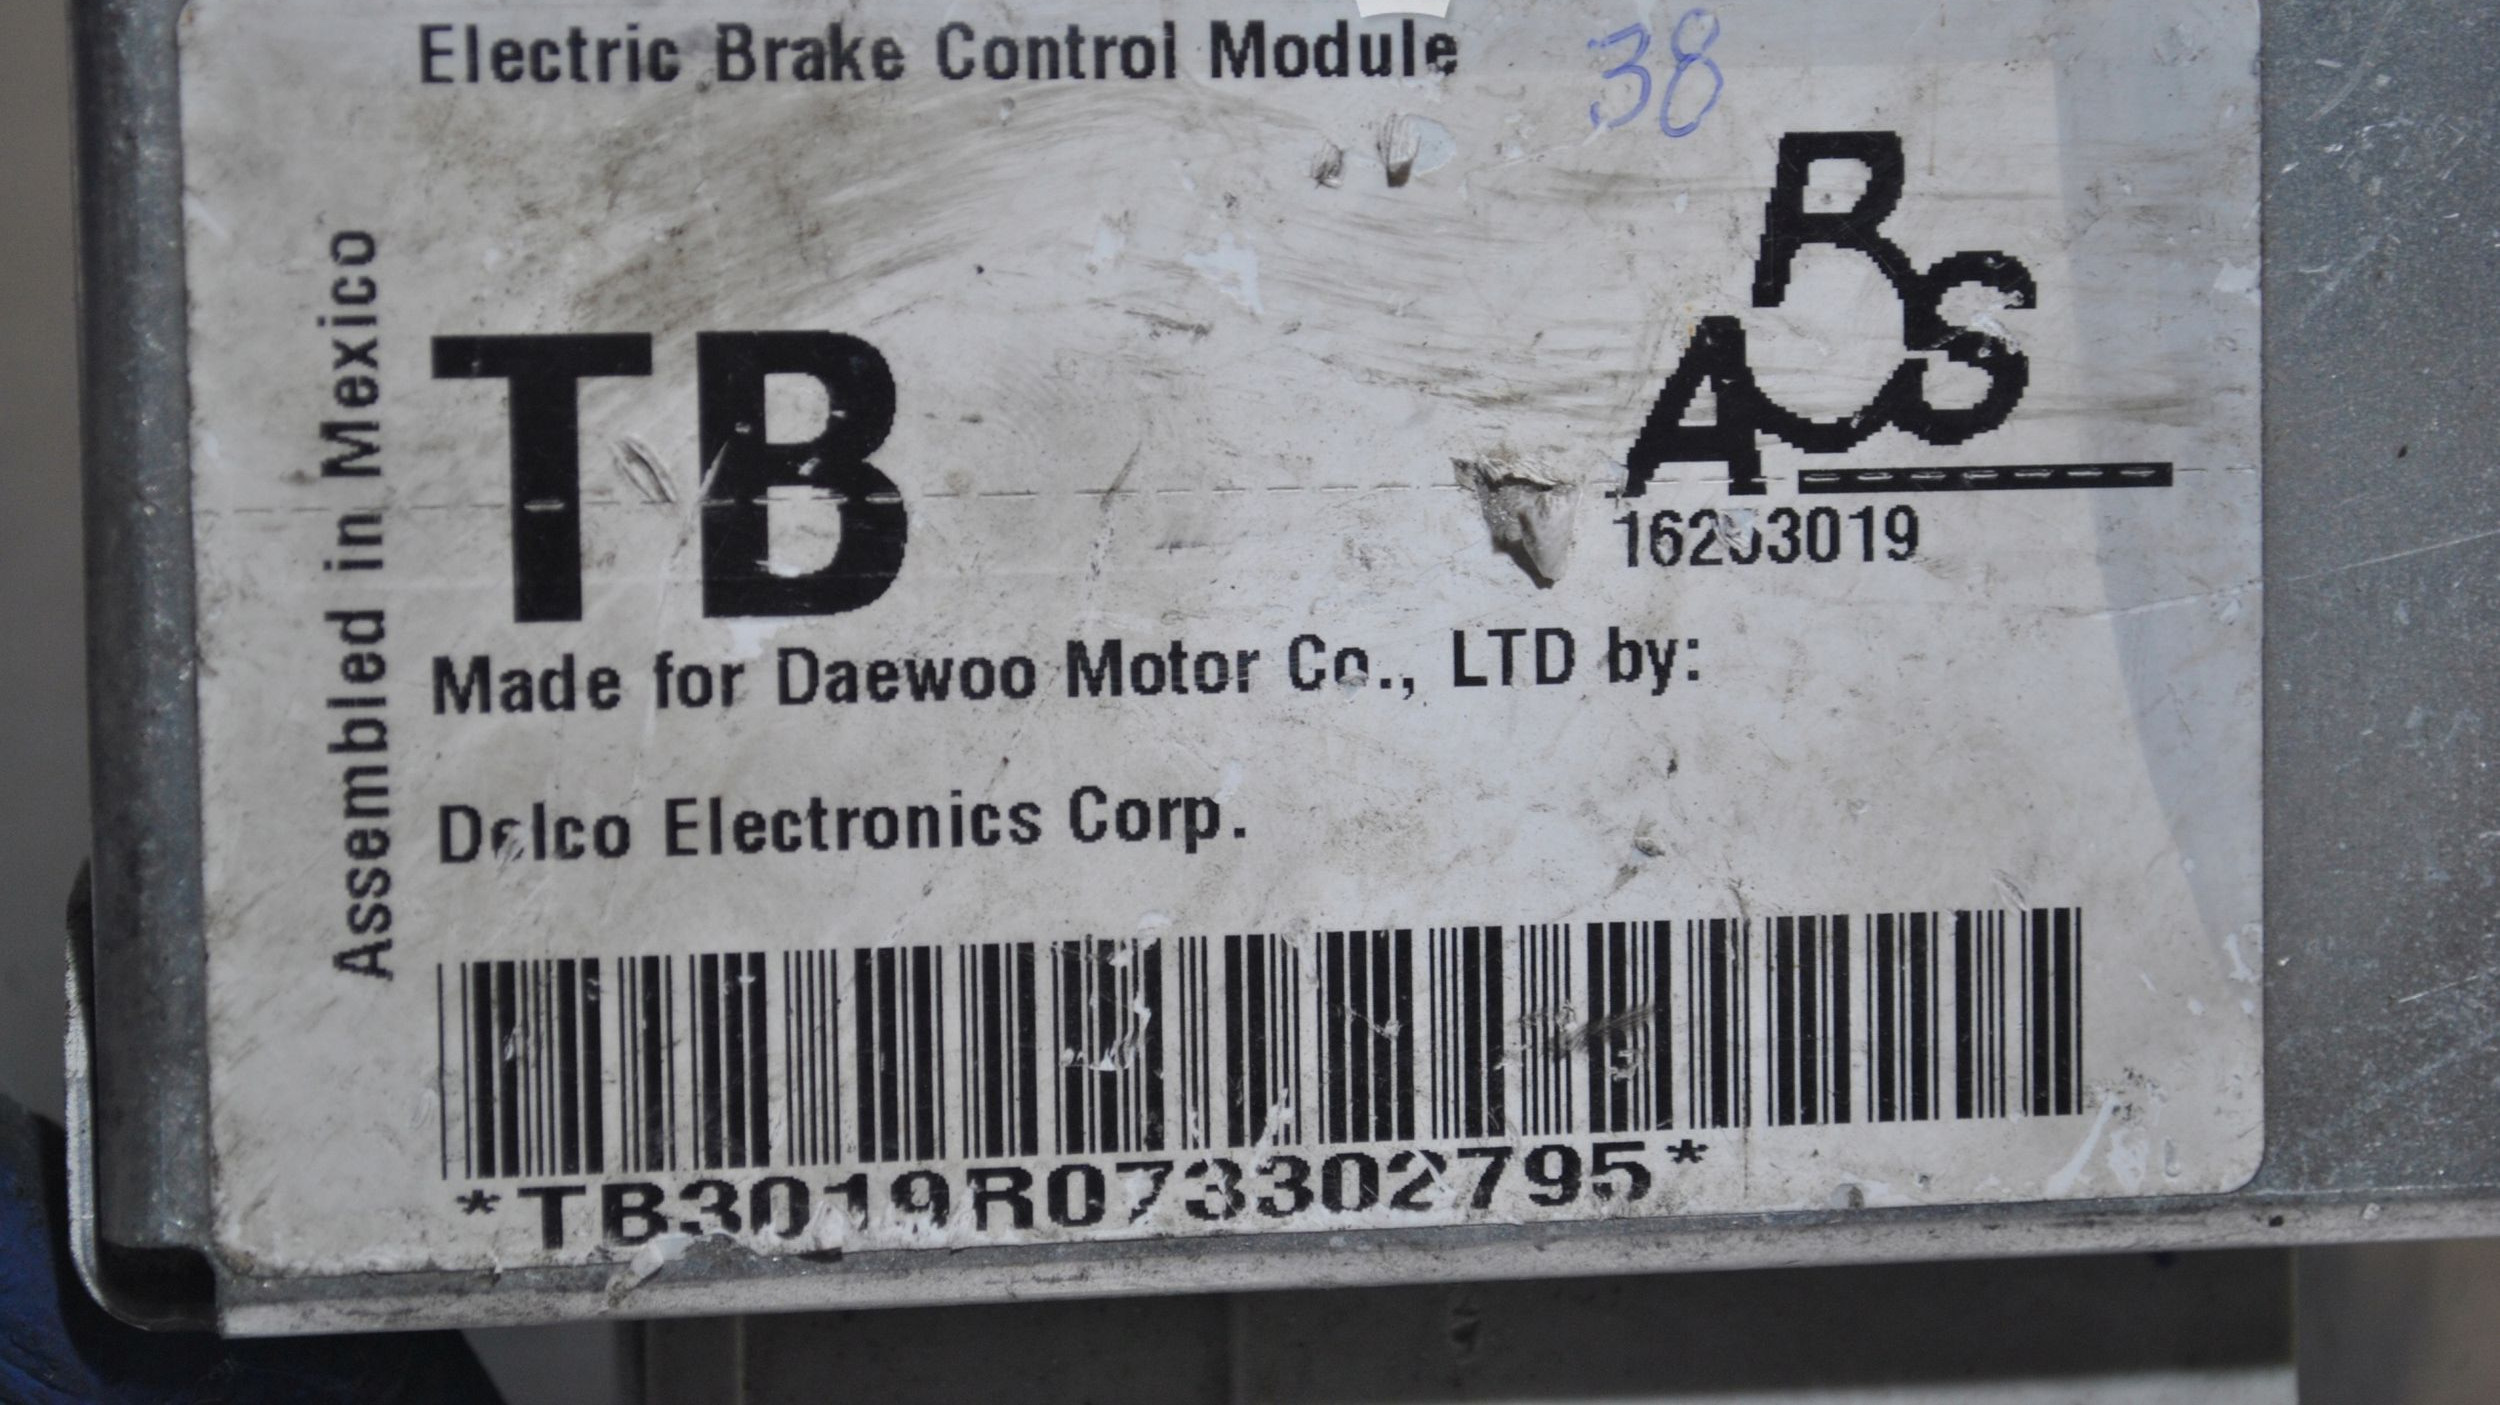 Electric Brake Control Module
38
Assembled in Mexico
TB
ABS
Made for Daewoo Motor Co., LTD by:
Delco Electronics Corp.
*TB3019R073302795*